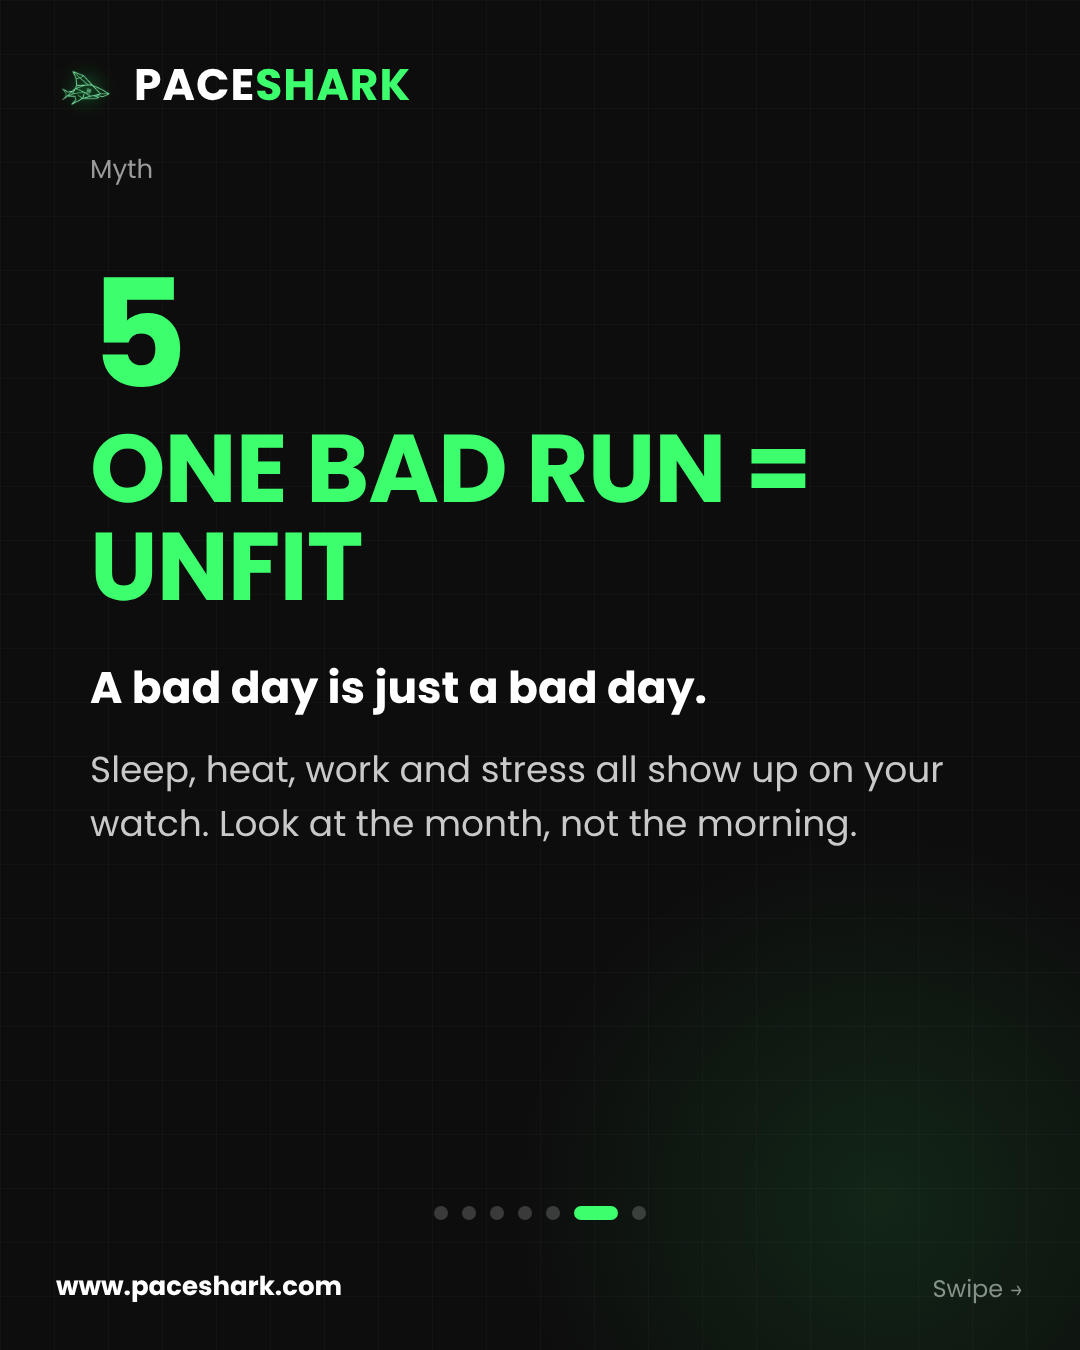 PACESHARK
Myth
5
ONE BAD RUN =
UNFIT
A bad day is just a bad day.
Sleep, heat, work and stress all show up on your
watch. Look at the month, not the morning.
www.paceshark.com
Swipe →